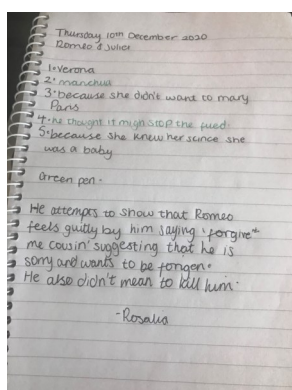 Thursday 10th December 2020
Romeo & Juliet
1. Verona
2. manchua
3. because she didn't want to mary
Paris
4. he thought it might stop the fued.
5. because she knew her scince she
was a baby
Green pen.
He attempts to show that Romeo
feels guilty by him saying 'forgive
me cousin' suggesting that he is
sorry and wants to be forgen.
He also didn't mean to kill him.
-Rosalia